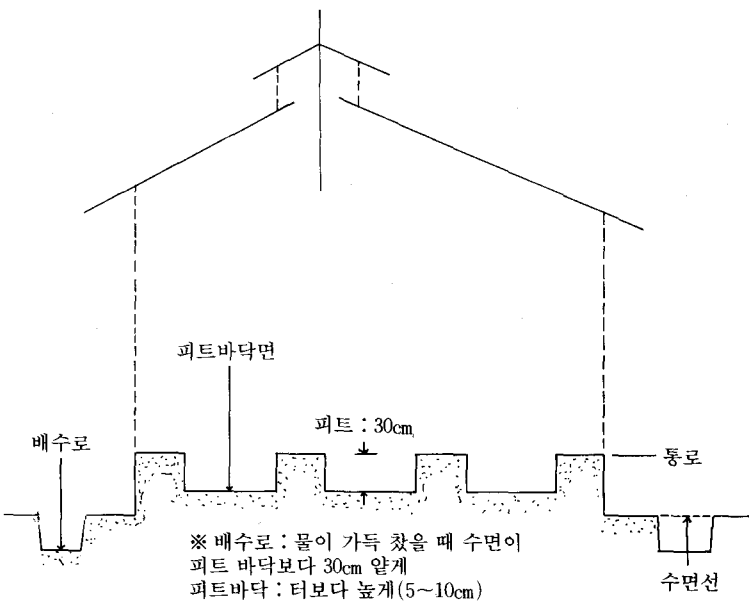 피트바닥면
피트 : 30cm
배수로
통로
※ 배수로 : 물이 가득 찼을 때 수면이
피트 바닥보다 30cm 얕게
피트바닥 : 터보다 높게(5~10cm)
수면선